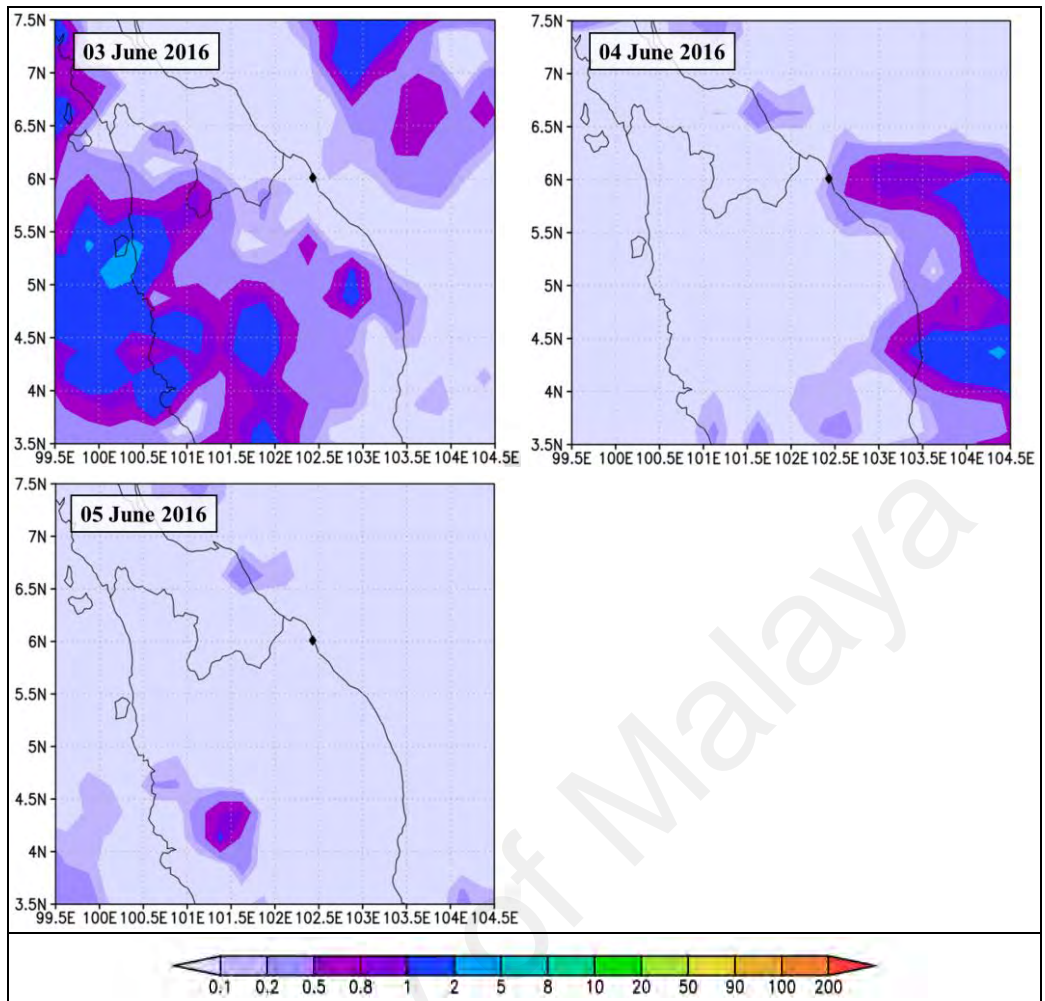 7.5N
03 June 2016
7N
6.5N
6N
5.5N
5N
4.5N
4N
3.5N
99.5E 100E 100.5E 101E 101.5E 102E 102.5E 103E 103.5E 104E 104.5E
7.5N
04 June 2016
7N
6.5N
6N
5.5N
5N
4.5N
4N
3.5N
99.5E 100E 100.5E 101E 101.5E 102E 102.5E 103E 103.5E 104E 104.5E
7.5N
05 June 2016
7N
6.5N
6N
5.5N
5N
4.5N
4N
3.5N
99.5E 100E 100.5E 101E 101.5E 102E 102.5E 103E 103.5E 104E 104.5E
of Malaya
0.1 0.2 0.5 0.8 1 2 5 8 10 20 50 90 100 200